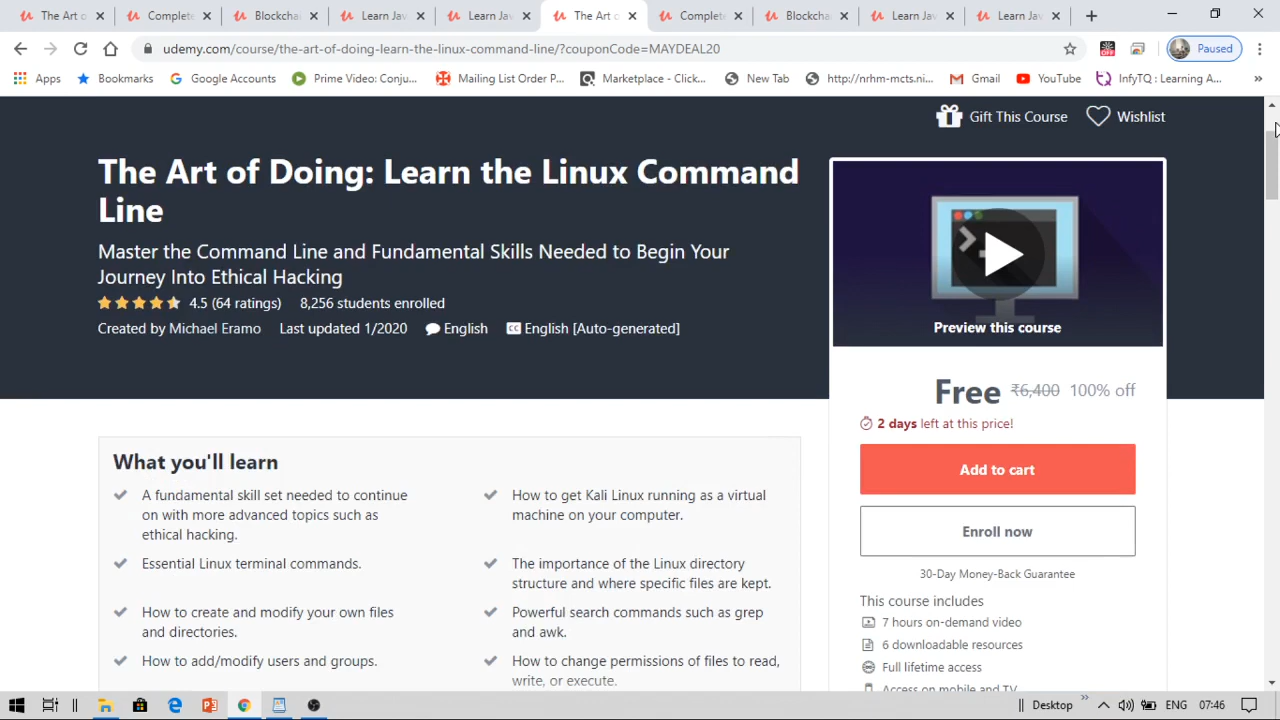 The Art o
Complete
Blockcha
Learn Jav
Learn Jav
The Art o
Complete
Blockcha
Learn Jav
Learn Jav
udemy.com/course/the-art-of-doing-learn-the-linux-command-line/?couponCode=MAYDEAL20
OFF
Paused
Apps
Bookmarks
Google Accounts
Prime Video: Conju...
Mailing List Order P...
Marketplace - Click...
New Tab
http://nrhm-mcts.ni...
Gmail
YouTube
InfyTQ : Learning A...
»
Gift This Course
Wishlist
The Art of Doing: Learn the Linux Command
Line
Master the Command Line and Fundamental Skills Needed to Begin Your
Journey Into Ethical Hacking
4.5 (64 ratings) 8,256 students enrolled
Created by Michael Eramo Last updated 1/2020 English CC English [Auto-generated]
Preview this course
Free ₹6,400 100% off
2 days left at this price!
Add to cart
Enroll now
30-Day Money-Back Guarantee
This course includes
7 hours on-demand video
6 downloadable resources
Full lifetime access
Access on mobile and TV
What you'll learn
A fundamental skill set needed to continue
on with more advanced topics such as
ethical hacking.
Essential Linux terminal commands.
How to create and modify your own files
and directories.
How to add/modify users and groups.
How to get Kali Linux running as a virtual
machine on your computer.
The importance of the Linux directory
structure and where specific files are kept.
Powerful search commands such as grep
and awk.
How to change permissions of files to read,
write, or execute.
Desktop
»
ENG
07:46